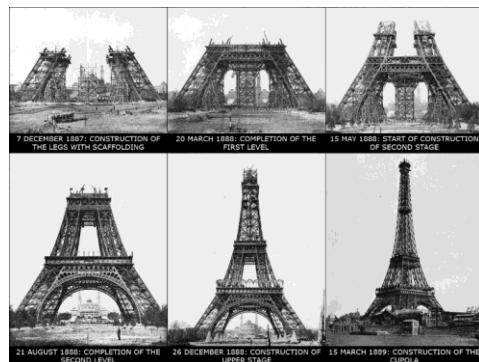 7 DECEMBER 1887: CONSTRUCTION OF
THE LEGS WITH SCAFFOLDING
20 MARCH 1888: COMPLETION OF THE
FIRST LEVEL
15 MAY 1888: START OF CONSTRUCTION
OF SECOND STAGE
21 AUGUST 1888: COMPLETION OF THE
SECOND LEVEL
26 DECEMBER 1888: CONSTRUCTION OF
UPPER STAGE
15 MARCH 1889: CONSTRUCTION OF THE
CUPOLA